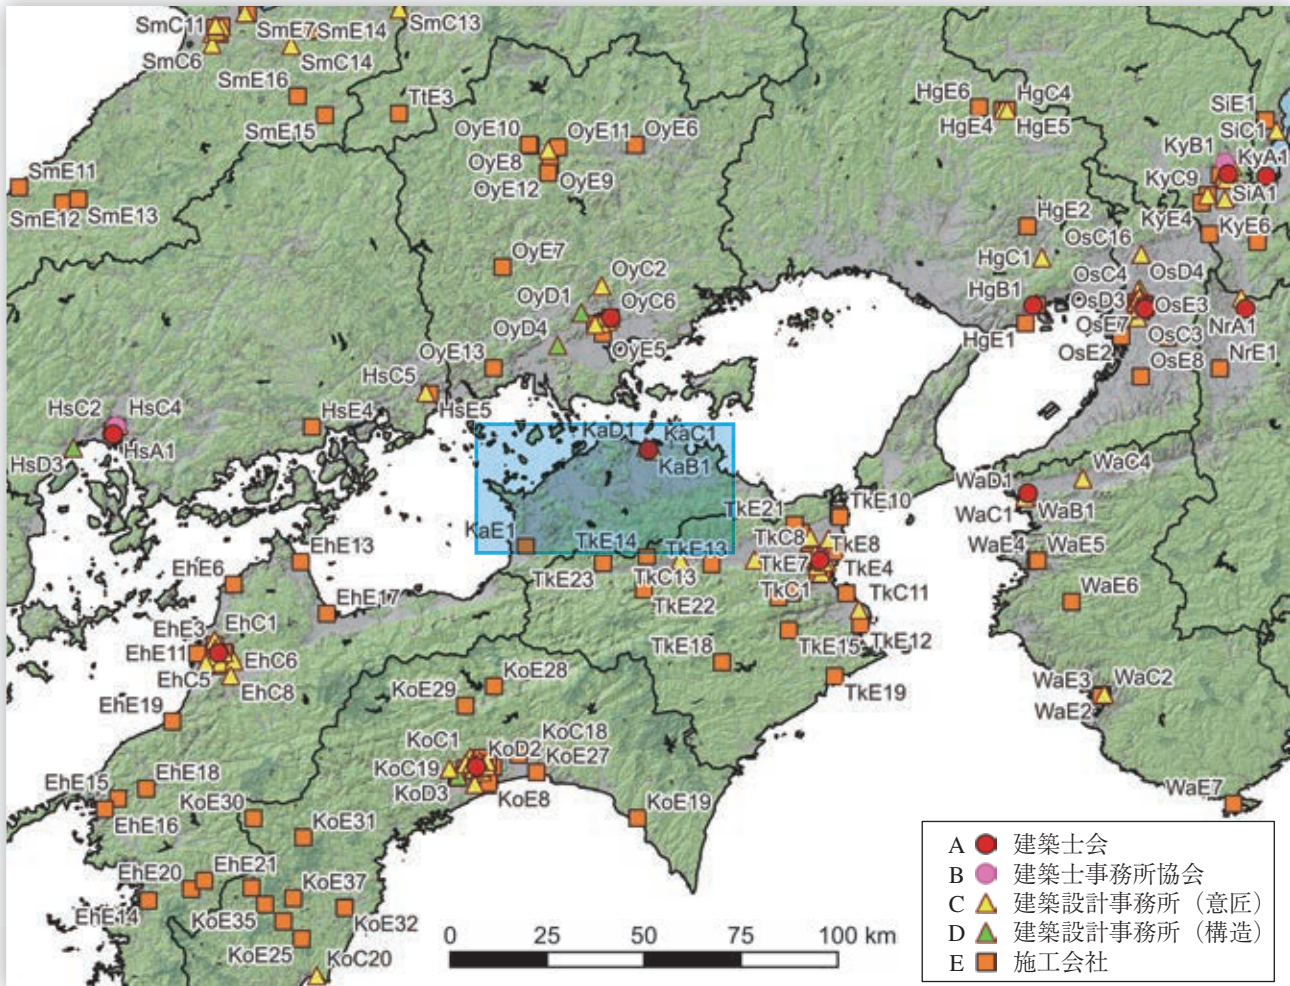 SmC11
SmE7
SmE14
SmC13
SmC6
SmC14
SmE16
SmE15
TtE3
SmE11
SmE12
SmE13
OyE10
OyE11
OyE6
OyE8
OyE12
OyE9
HgE6
HgC4
HgE4
HgE5
SiE1
SiC1
KyB1
KyA1
KyC9
SiA1
KyE4
KyE6
HgE2
OsC16
HgC1
OyE7
OyC2
OyD1
OyC6
OyD4
OyE5
OyE13
HgB1
HgE1
OsC4
OsD4
OsD3
OsE3
OsE7
OsC3
OsE2
OsE8
NrA1
NrE1
HsC5
HsE5
HsE4
HsC2
HsC4
HsA1
HsD3
KaD1
KaC1
KaB1
KaE1
WaC4
WaD1
WaC1
WaB1
WaE4
WaE5
WaE6
TkE21
TkE10
TkC8
TkE14
TkE13
TkE8
TkE7
TkE4
TkE23
TkC13
TkC1
TkC11
TkE22
TkE18
TkE15
TkE12
TkE19
EhE13
EhE6
EhE17
EhE3
EhC1
EhE11
EhC6
EhC5
EhC8
EhE19
KoE28
KoE29
KoC1
KoC18
KoD2
KoC19
KoE27
KoD3
KoE8
KoE19
WaE3
WaC2
WaE2
WaE7
EhE15
EhE18
EhE16
KoE30
KoE31
EhE21
EhE20
EhE14
KoE37
KoE35
KoE32
KoE25
KoC20
0 25 50 75 100 km
A 建築士会
B 建築士事務所協会
C 建築設計事務所（意匠）
D 建築設計事務所（構造）
E 施工会社